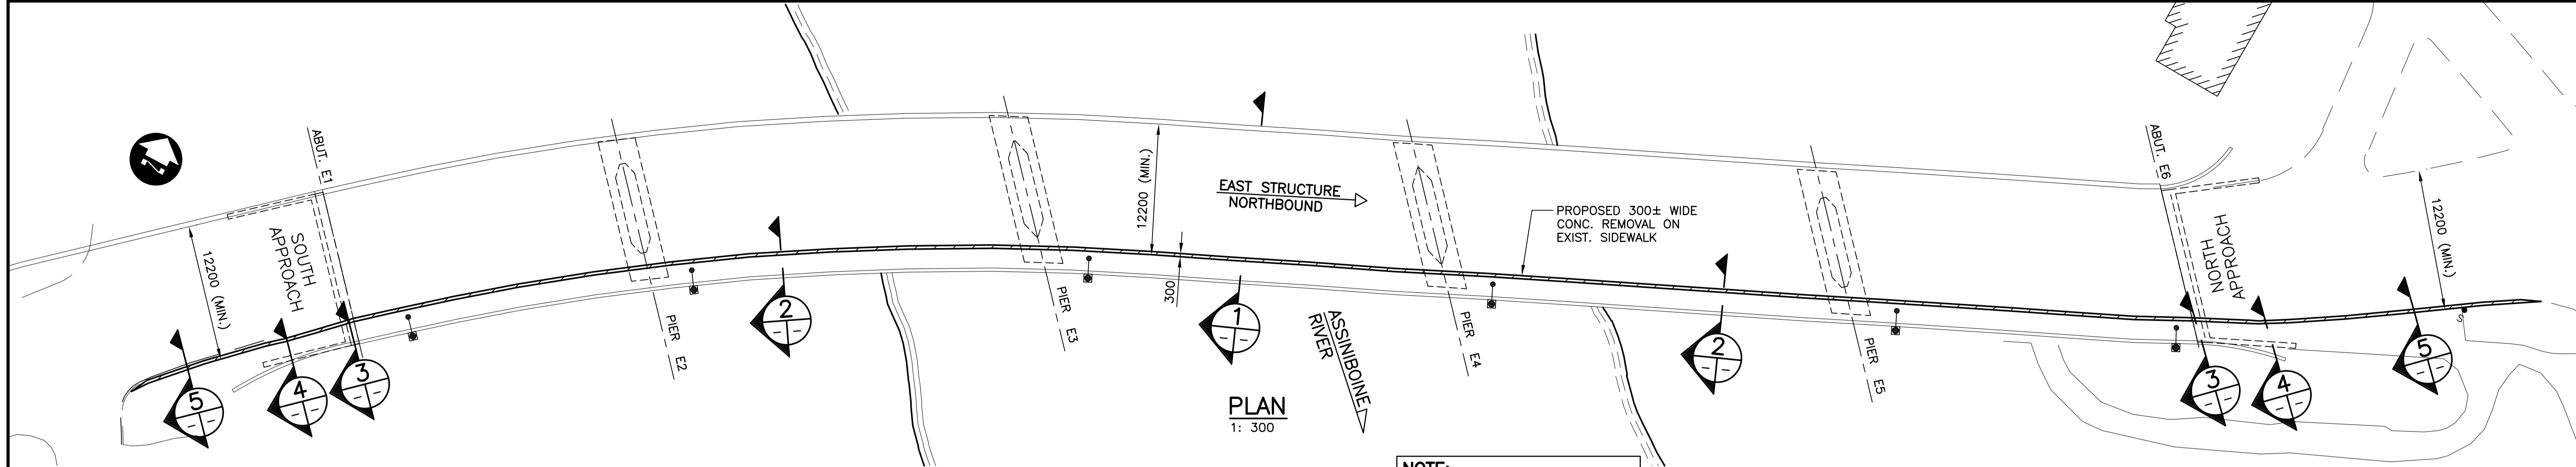 ABUT. E1
SOUTH
APPROACH
12200 (MIN.)
5
- -
4
- -
3
- -
PIER E2
2
- -
PIER E3
12200 (MIN.)
300
1
- -
EAST STRUCTURE
NORTHBOUND
ASSINIBOINE
RIVER
PLAN
1: 300
PIER E4
PROPOSED 300± WIDE
CONC. REMOVAL ON
EXIST. SIDEWALK
2
- -
PIER E5
ABUT. E6
NORTH
APPROACH
12200 (MIN.)
3
- -
4
- -
5
- -
S
NOTE: